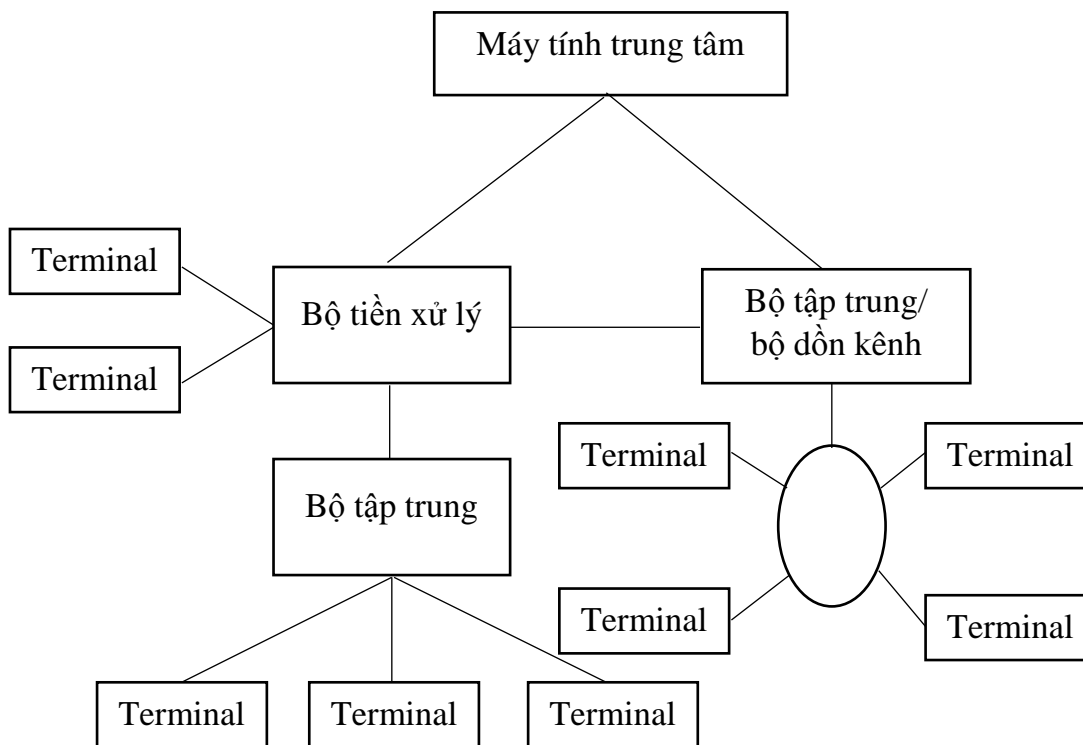 Máy tính trung tâm
Terminal
Bộ tiền xử lý
Bộ tập trung/
bộ dồn kênh
Terminal
Terminal
Terminal
Bộ tập trung
Terminal
Terminal
Terminal
Terminal
Terminal